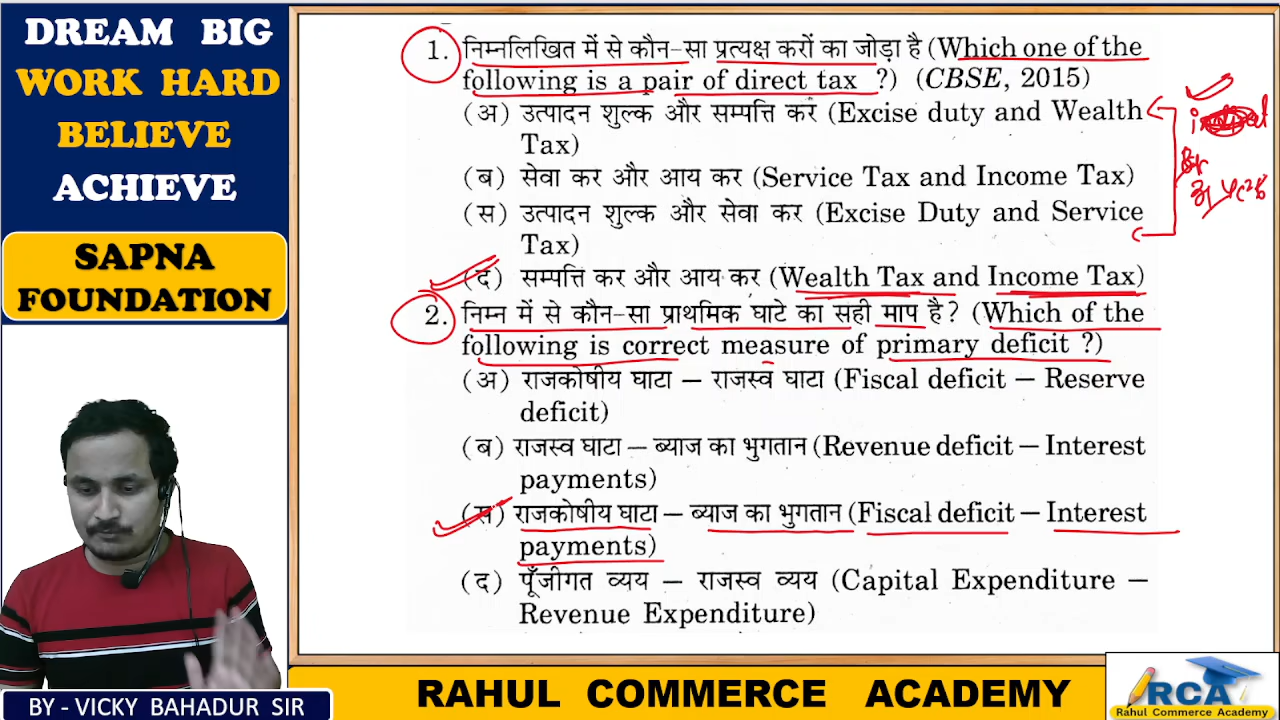 DREAM BIG
WORK HARD
BELIEVE
ACHIEVE
SAPNA
FOUNDATION
1. निम्नलिखित में से कौन-सा प्रत्यक्ष करों का जोड़ा है (Which one of the
following is a pair of direct tax ?) (CBSE, 2015)
(अ) उत्पादन शुल्क और सम्पत्ति कर (Excise duty and Wealth
Tax)
(ब) सेवा कर और आय कर (Service Tax and Income Tax)
(स) उत्पादन शुल्क और सेवा कर (Excise Duty and Service
Tax)
(द) सम्पत्ति कर और आय कर (Wealth Tax and Income Tax)
2. निम्न में से कौन-सा प्राथमिक घाटे का सही माप है? (Which of the
following is correct measure of primary deficit ?)
(अ) राजकोषीय घाटा – राजस्व घाटा (Fiscal deficit – Reserve
deficit)
(ब) राजस्व घाटा – ब्याज का भुगतान (Revenue deficit – Interest
payments)
(स) राजकोषीय घाटा – ब्याज का भुगतान (Fiscal deficit – Interest
payments)
(द) पूँजीगत व्यय – राजस्व व्यय (Capital Expenditure –
Revenue Expenditure)
BY - VICKY BAHADUR SIR
RAHUL COMMERCE ACADEMY
RCA
Rahul Commerce Academy